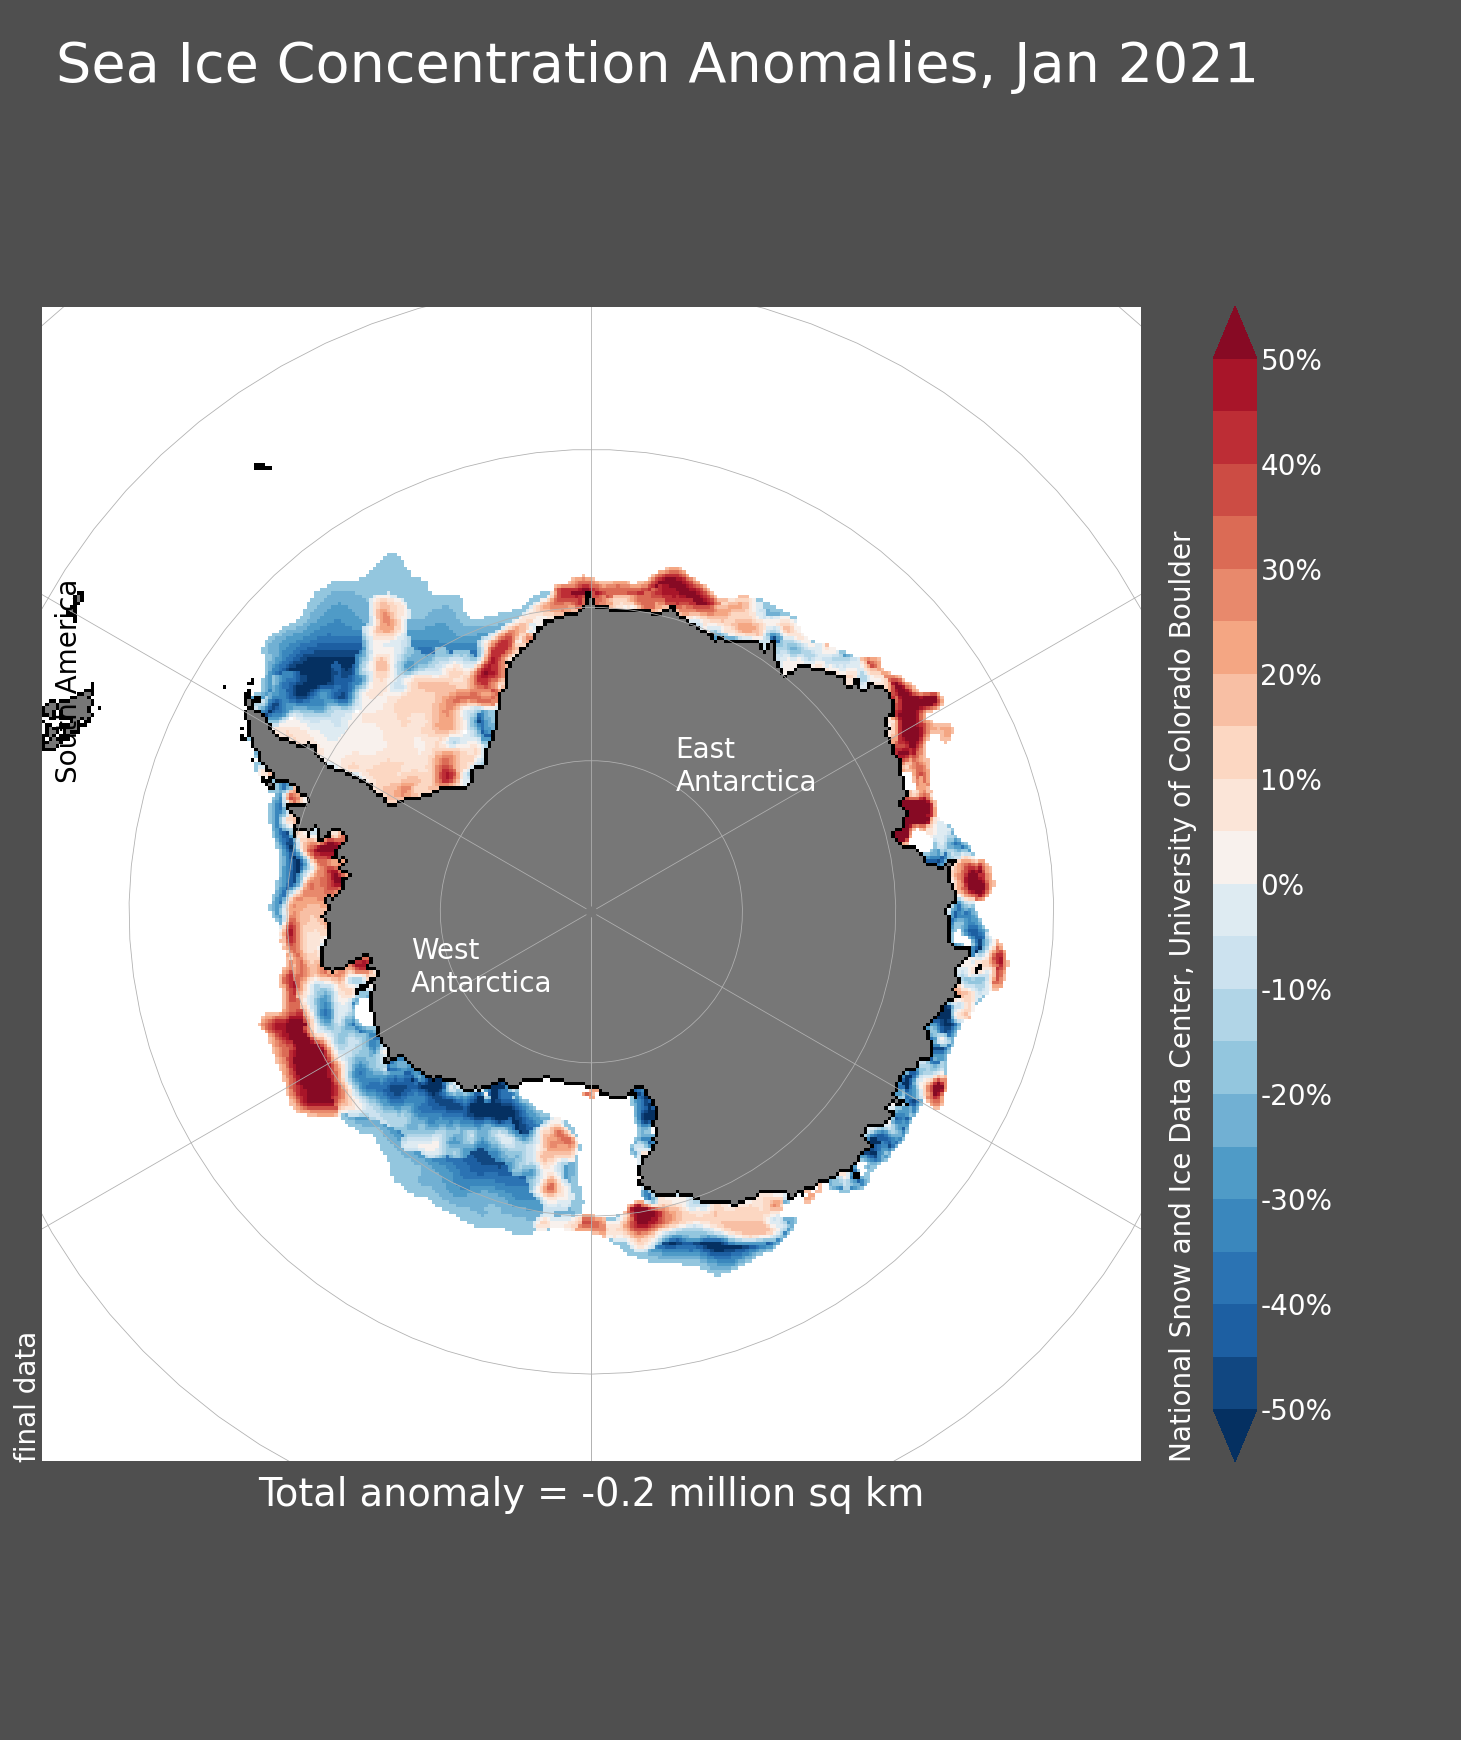 Sea Ice Concentration Anomalies, Jan 2021
South America
East
Antarctica
West
Antarctica
final data
National Snow and Ice Data Center, University of Colorado Boulder
50%
40%
30%
20%
10%
0%
-10%
-20%
-30%
-40%
-50%
Total anomaly = -0.2 million sq km